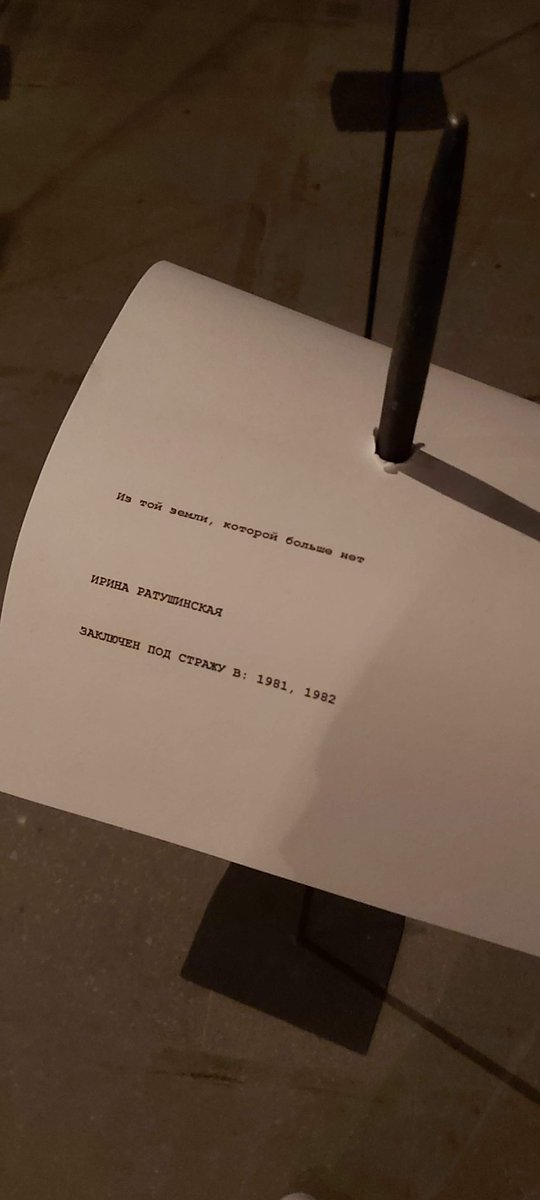 Из той земли, которой больше нет
ИРИНА РАТУШИНСКАЯ
ЗАКЛЮЧЕН ПОД СТРАЖУ В: 1981, 1982